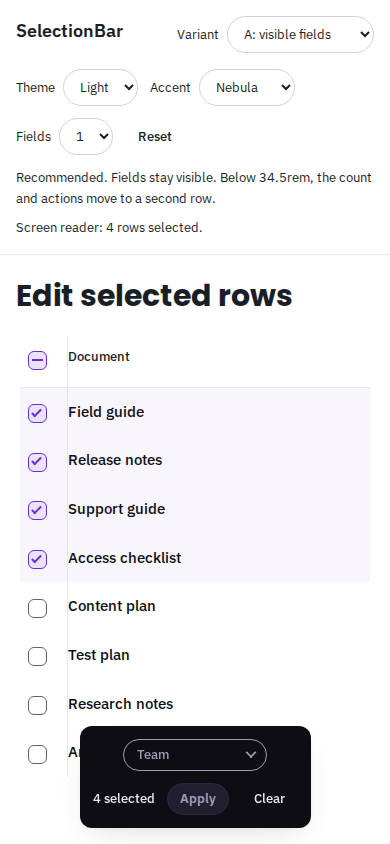 SelectionBar
Variant A: visible fields
Theme Light Accent Nebula
Fields 1 Reset
Recommended. Fields stay visible. Below 34.5rem, the count
and actions move to a second row.
Screen reader: 4 rows selected.
Edit selected rows
Document
Field guide
Release notes
Support guide
Access checklist
Content plan
Test plan
Research notes
Team
4 selected Apply Clear